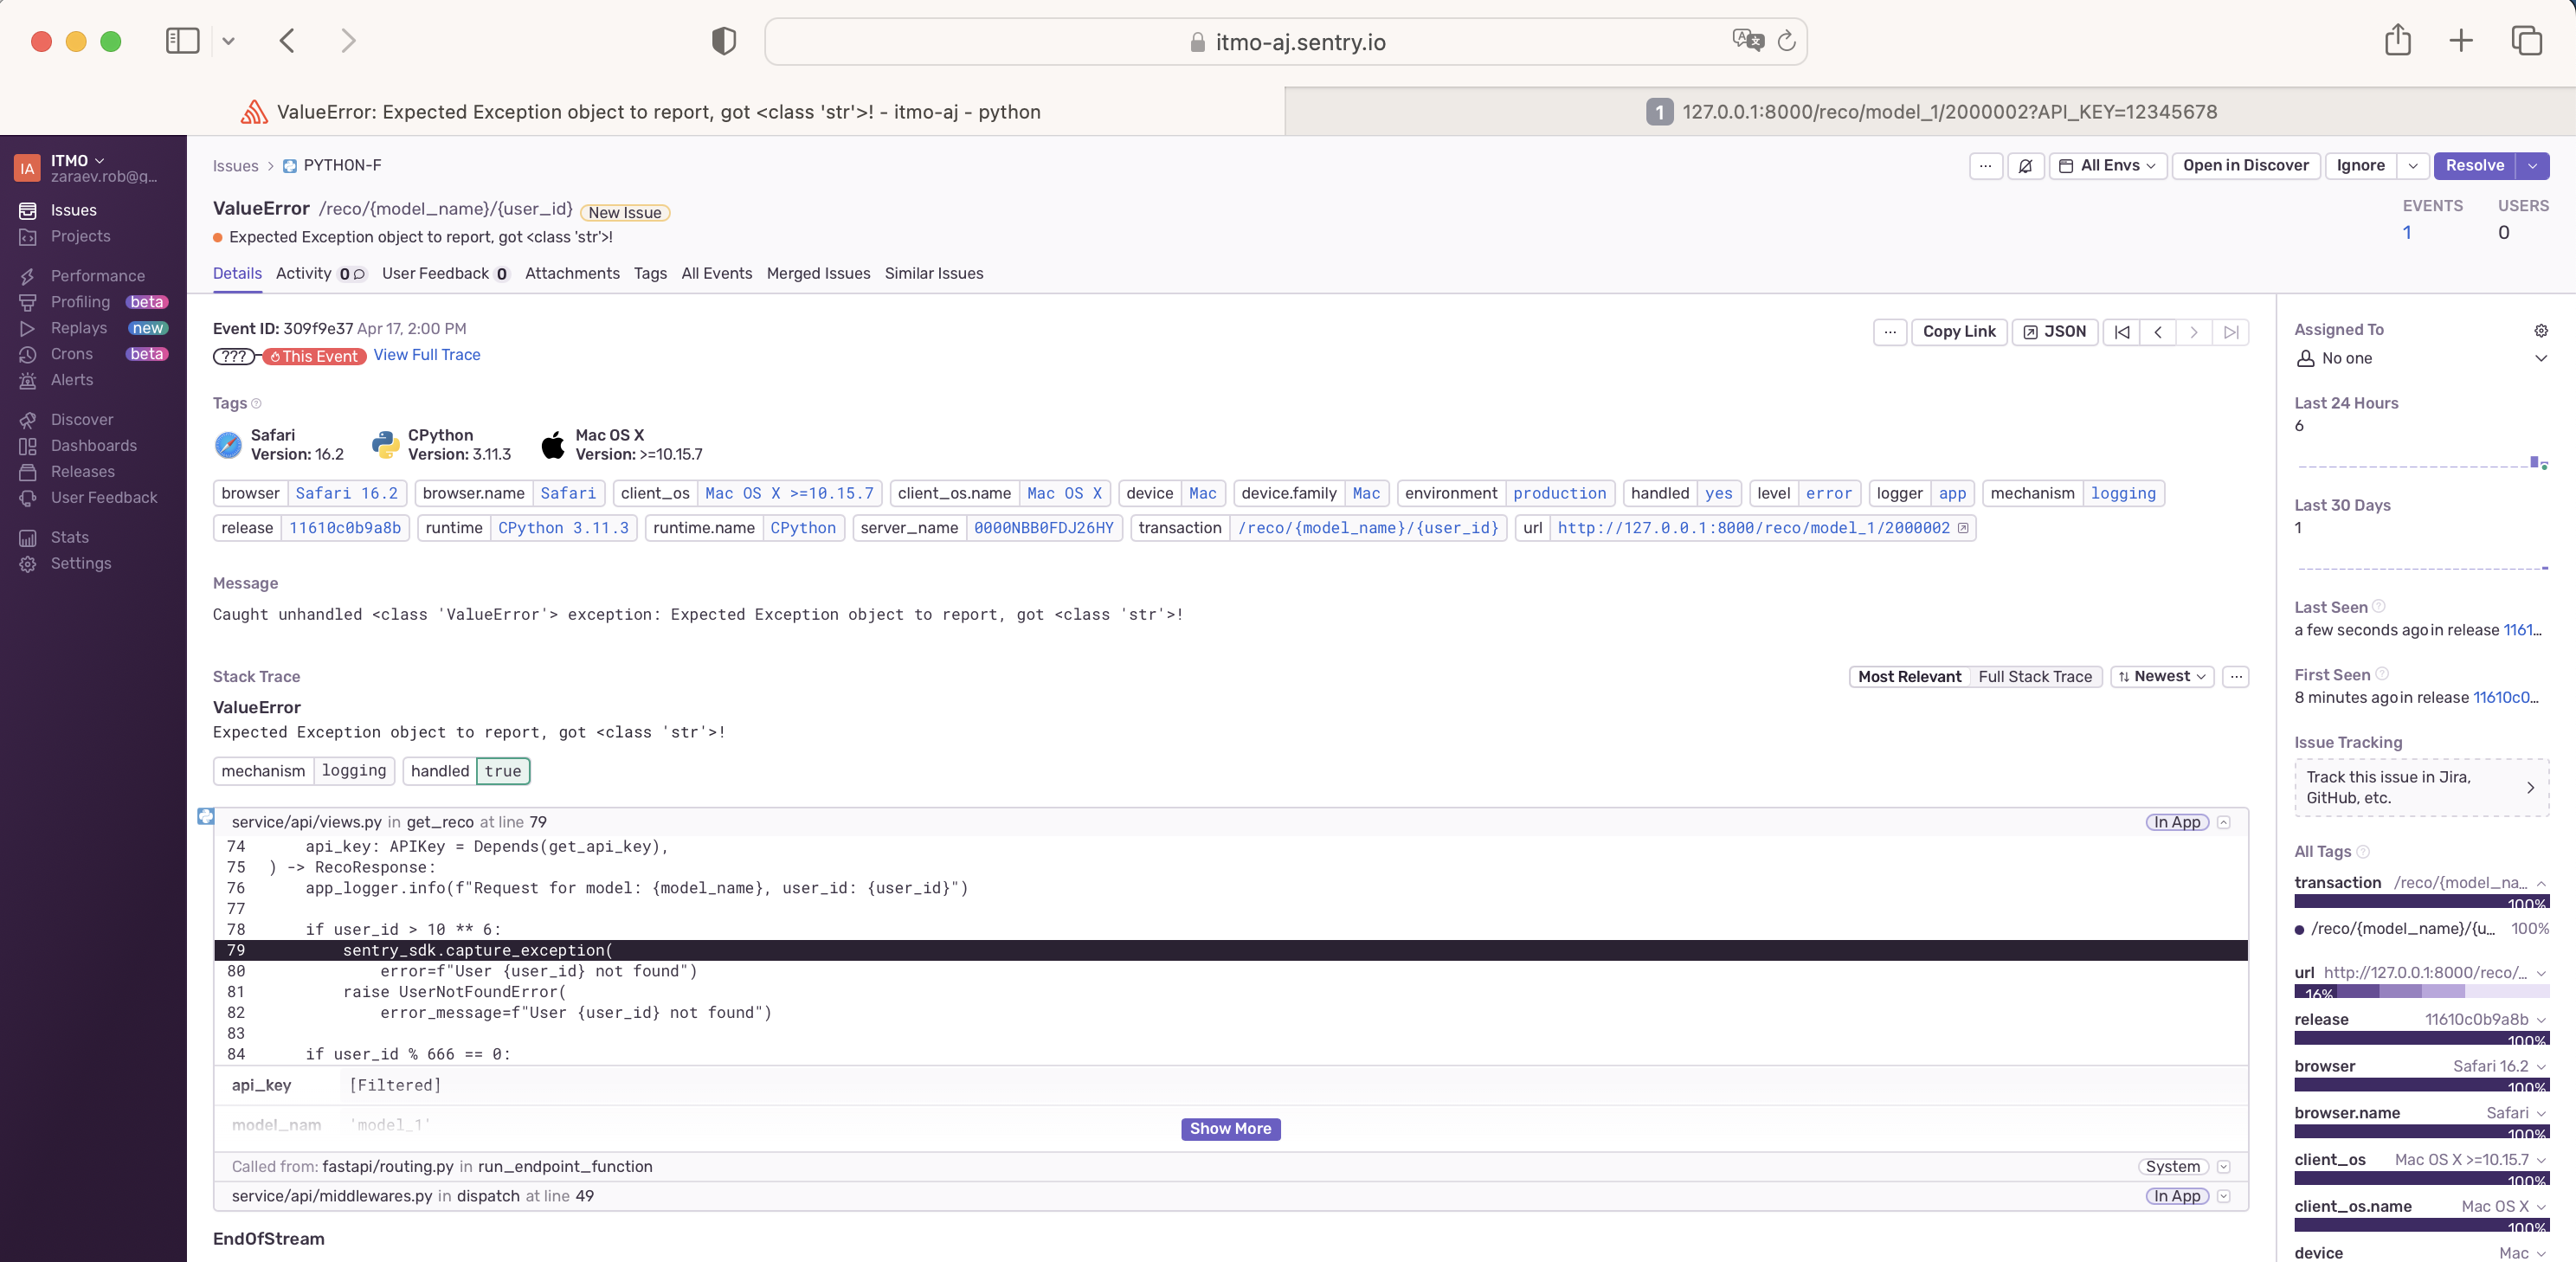 itmo-aj.sentry.io
ValueError: Expected Exception object to report, got <class 'str'>! - itmo-aj - python
1 127.0.0.1:8000/reco/model_1/2000002?API_KEY=12345678
IA ITMO
zaraev.rob@g...
Issues
Projects
Performance
Profiling beta
Replays new
Crons beta
Alerts
Discover
Dashboards
Releases
User Feedback
Stats
Settings
Issues > PYTHON-F
... All Envs Open in Discover Ignore Resolve
ValueError /reco/{model_name}/{user_id} New Issue
Expected Exception object to report, got <class 'str'>!
EVENTS USERS
1 0
Details Activity 0 User Feedback 0 Attachments Tags All Events Merged Issues Similar Issues
Event ID: 309f9e37 Apr 17, 2:00 PM
??? This Event View Full Trace
... Copy Link JSON
Tags
Safari
Version: 16.2
CPython
Version: 3.11.3
Mac OS X
Version: >=10.15.7
browser Safari 16.2 browser.name Safari client_os Mac OS X >=10.15.7 client_os.name Mac OS X device Mac device.family Mac environment production handled yes level error logger app mechanism logging
release 11610c0b9a8b runtime CPython 3.11.3 runtime.name CPython server_name 0000NBB0FDJ26HY transaction /reco/{model_name}/{user_id} url http://127.0.0.1:8000/reco/model_1/2000002
Message
Caught unhandled <class 'ValueError'> exception: Expected Exception object to report, got <class 'str'>!
Stack Trace
Most Relevant Full Stack Trace Newest ...
ValueError
Expected Exception object to report, got <class 'str'>!
mechanism logging handled true
service/api/views.py in get_reco at line 79 In App
74 api_key: APIKey = Depends(get_api_key),
75 ) -> RecoResponse:
76 app_logger.info(f"Request for model: {model_name}, user_id: {user_id}")
77
78 if user_id > 10 ** 6:
79 sentry_sdk.capture_exception(
80 error=f"User {user_id} not found")
81 raise UserNotFoundError(
82 error_message=f"User {user_id} not found")
83
84 if user_id % 666 == 0:
api_key [Filtered]
model_nam 'model_1'
Show More
Called from: fastapi/routing.py in run_endpoint_function System
service/api/middlewares.py in dispatch at line 49 In App
EndOfStream
Assigned To
No one
Last 24 Hours
6
Last 30 Days
1
Last Seen
a few seconds ago in release 1161...
First Seen
8 minutes ago in release 11610c0...
Issue Tracking
Track this issue in Jira,
GitHub, etc.
All Tags
transaction /reco/{model_na...
100%
/reco/{model_name}/{u... 100%
url http://127.0.0.1:8000/reco/...
16%
release 11610c0b9a8b
100%
browser Safari 16.2
100%
browser.name Safari
100%
client_os Mac OS X >=10.15.7
100%
client_os.name Mac OS X
100%
device Mac